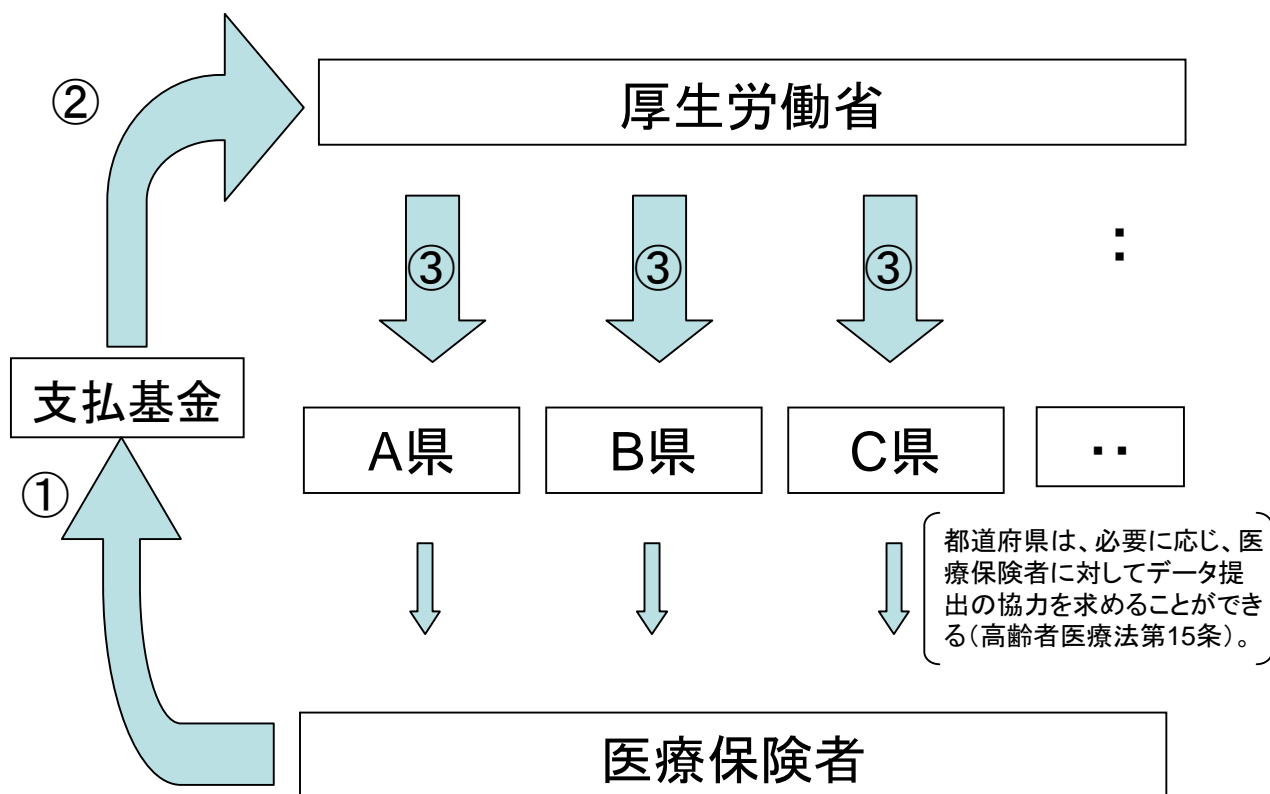 ②
厚生労働省
③
③
③
:
支払基金
A県
B県
C県
‥
①
都道府県は、必要に応じ、医
療保険者に対してデータ提
出の協力を求めることができ
る（高齢者医療法第15条）。
医療保険者